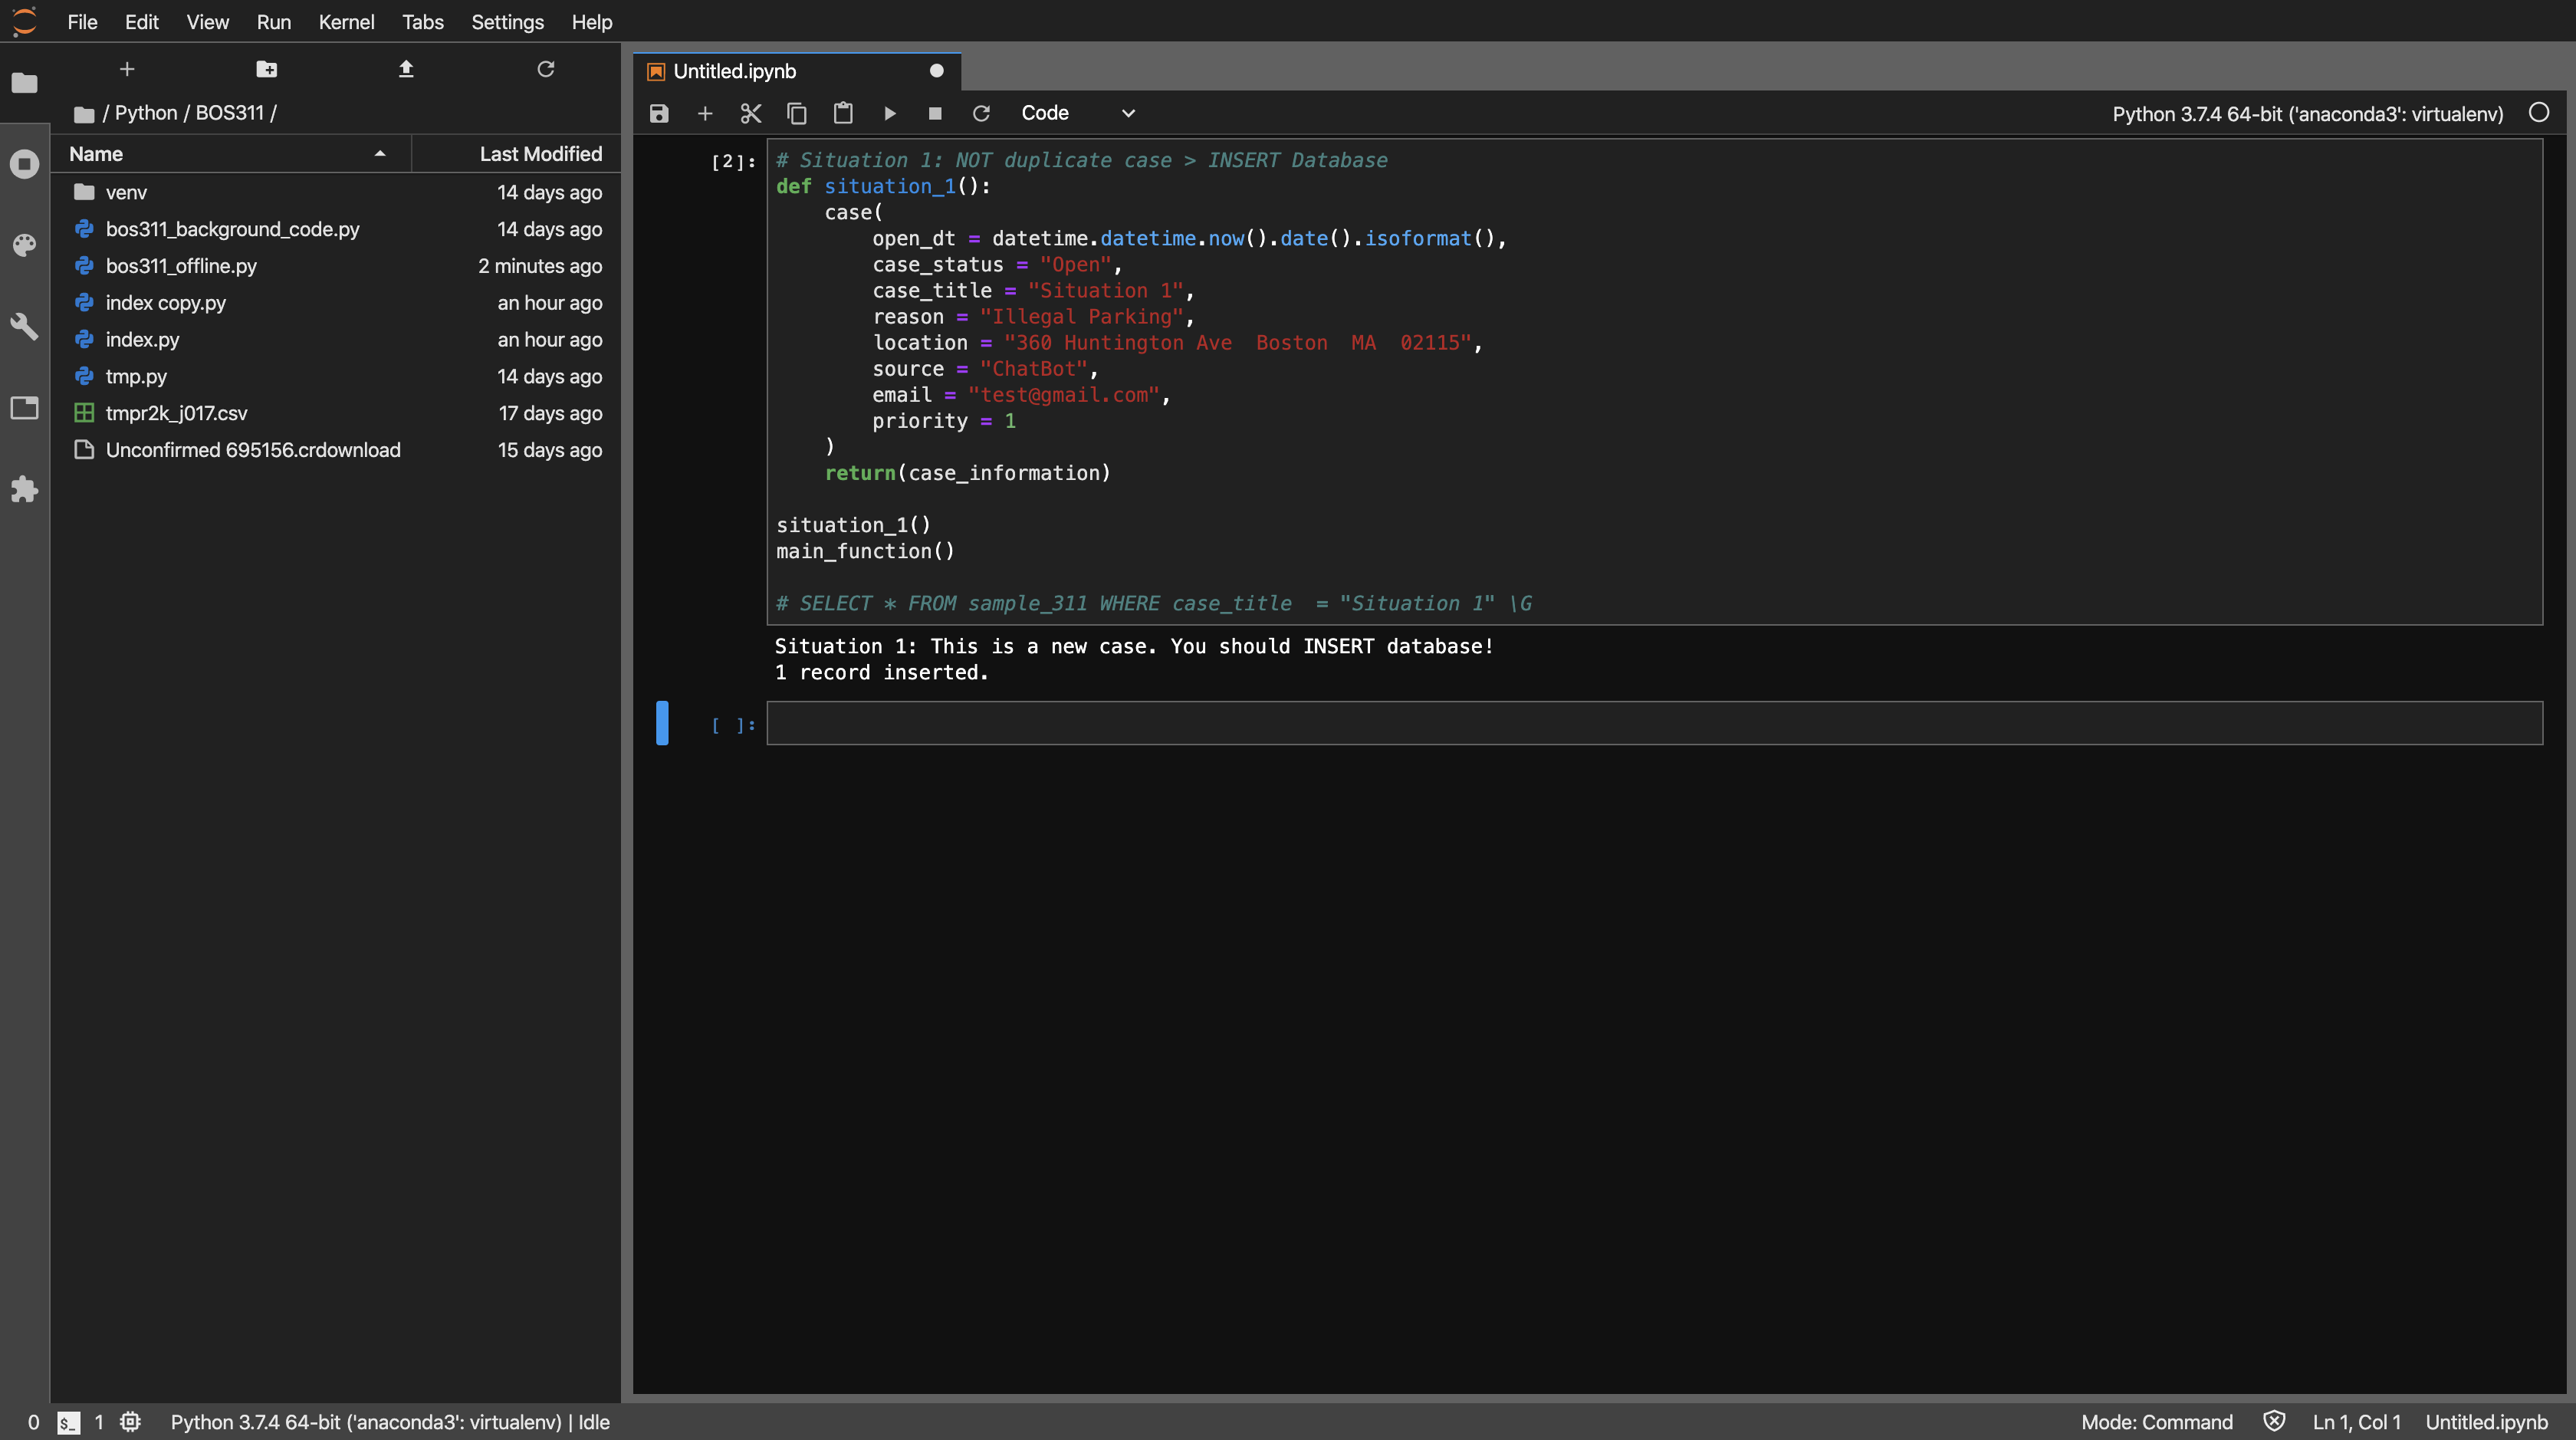 File Edit View Run Kernel Tabs Settings Help
/ Python / BOS311 /
Name Last Modified
venv 14 days ago
bos311_background_code.py 14 days ago
bos311_offline.py 2 minutes ago
index copy.py an hour ago
index.py an hour ago
tmp.py 14 days ago
tmpr2k_j017.csv 17 days ago
Unconfirmed 695156.crdownload 15 days ago
Untitled.ipynb
Code Python 3.7.4 64-bit ('anaconda3': virtualenv)
[2]: # Situation 1: NOT duplicate case > INSERT Database
def situation_1():
    case(
        open_dt = datetime.datetime.now().date().isoformat(),
        case_status = "Open",
        case_title = "Situation 1",
        reason = "Illegal Parking",
        location = "360 Huntington Ave  Boston  MA  02115",
        source = "ChatBot",
        email = "test@gmail.com",
        priority = 1
    )
    return(case_information)
situation_1()
main_function()
# SELECT * FROM sample_311 WHERE case_title  = "Situation 1" \G
Situation 1: This is a new case. You should INSERT database!
1 record inserted.
[ ]:
0 $_ 1 Python 3.7.4 64-bit ('anaconda3': virtualenv) | Idle Mode: Command Ln 1, Col 1 Untitled.ipynb